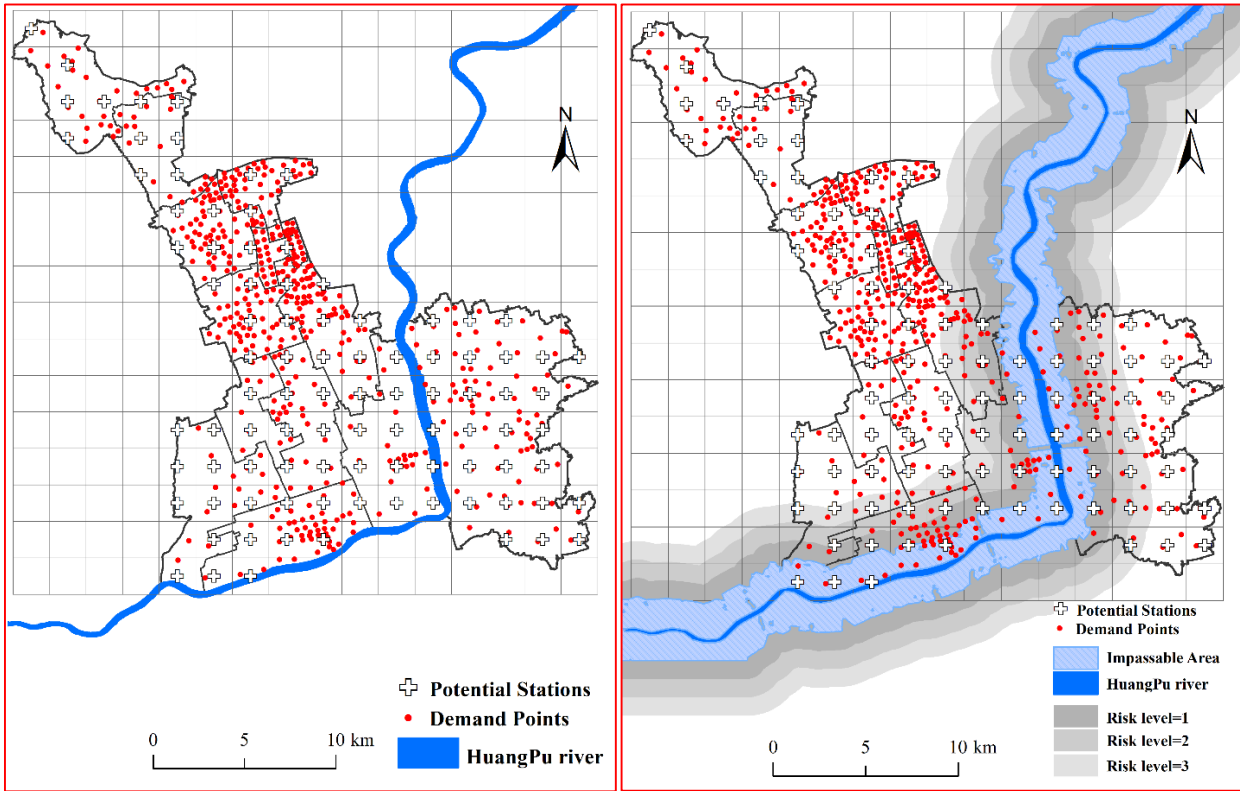 N
Potential Stations
Demand Points
HuangPu river
0 5 10 km
N
Potential Stations
Demand Points
Impassable Area
HuangPu river
Risk level=1
Risk level=2
Risk level=3
0 5 10 km